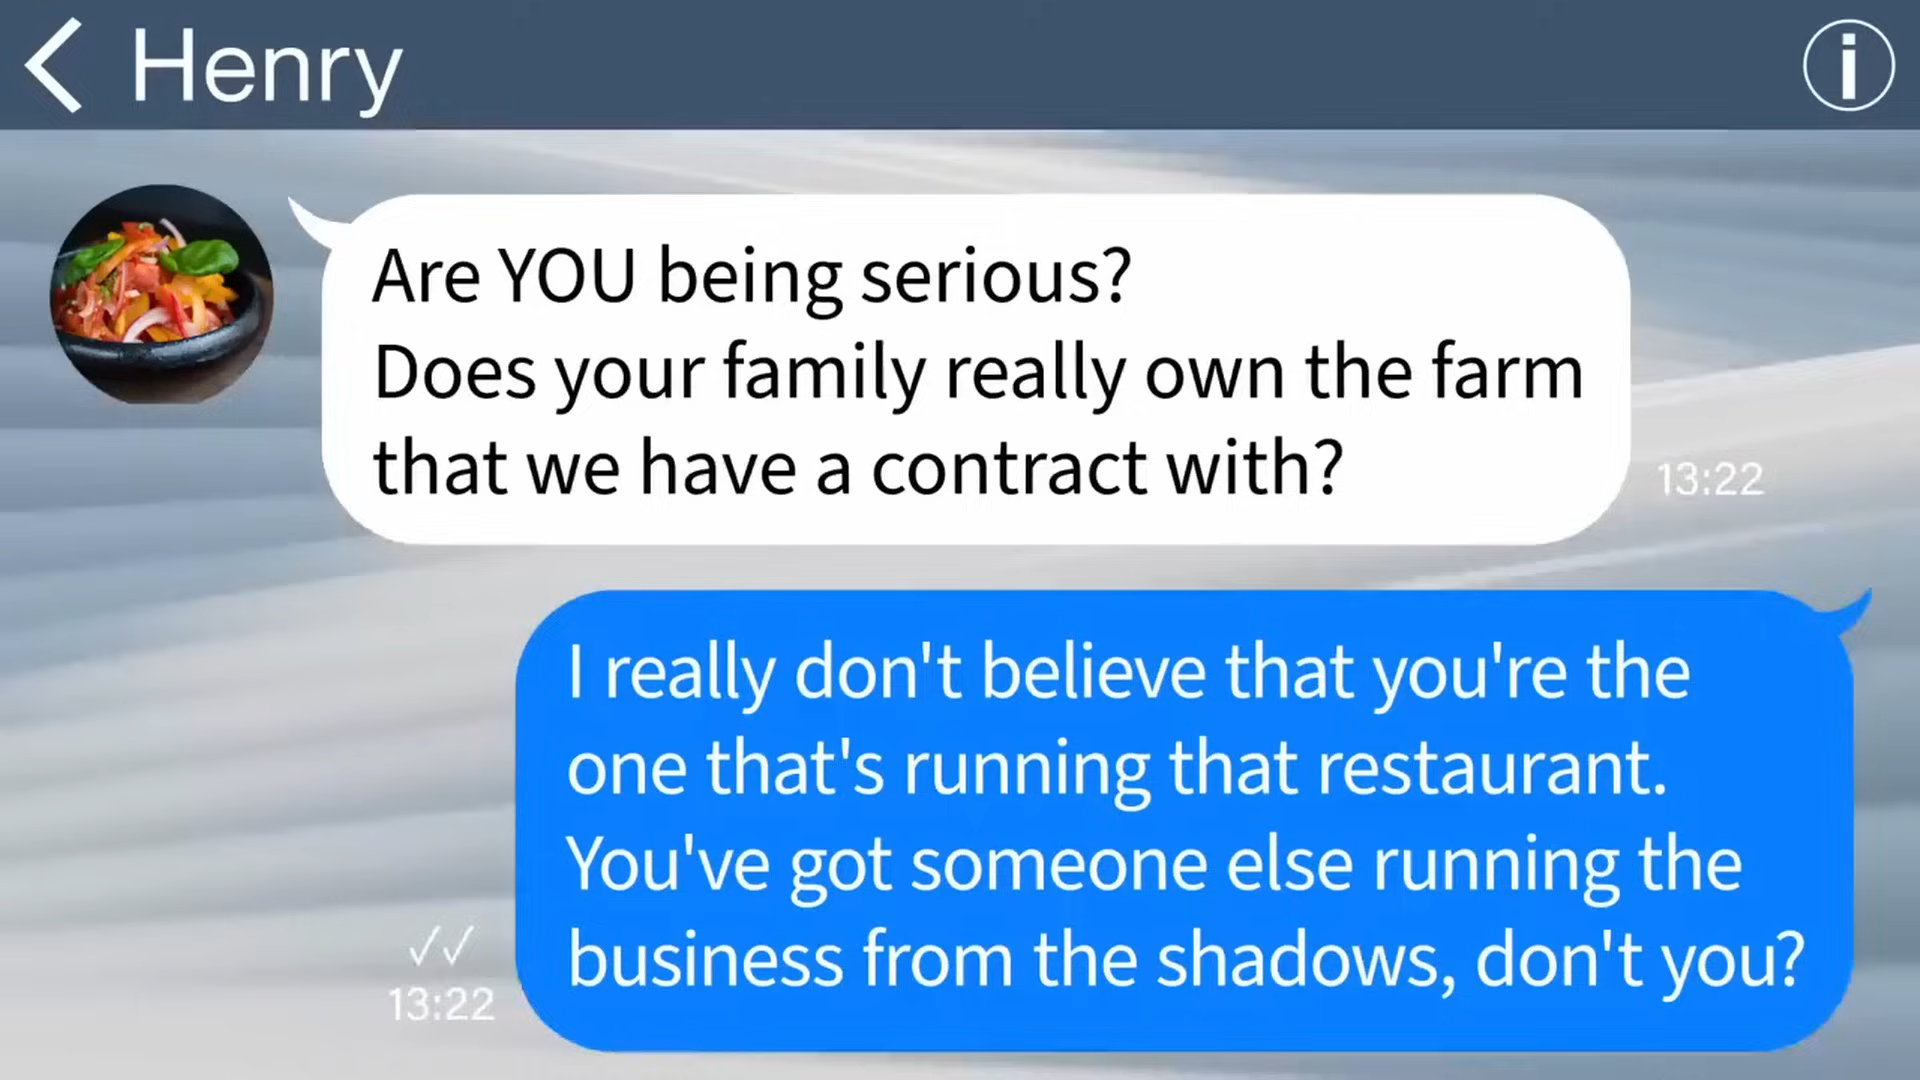 Henry
Are YOU being serious?
Does your family really own the farm
that we have a contract with?
13:22
I really don't believe that you're the
one that's running that restaurant.
You've got someone else running the
business from the shadows, don't you?
13:22